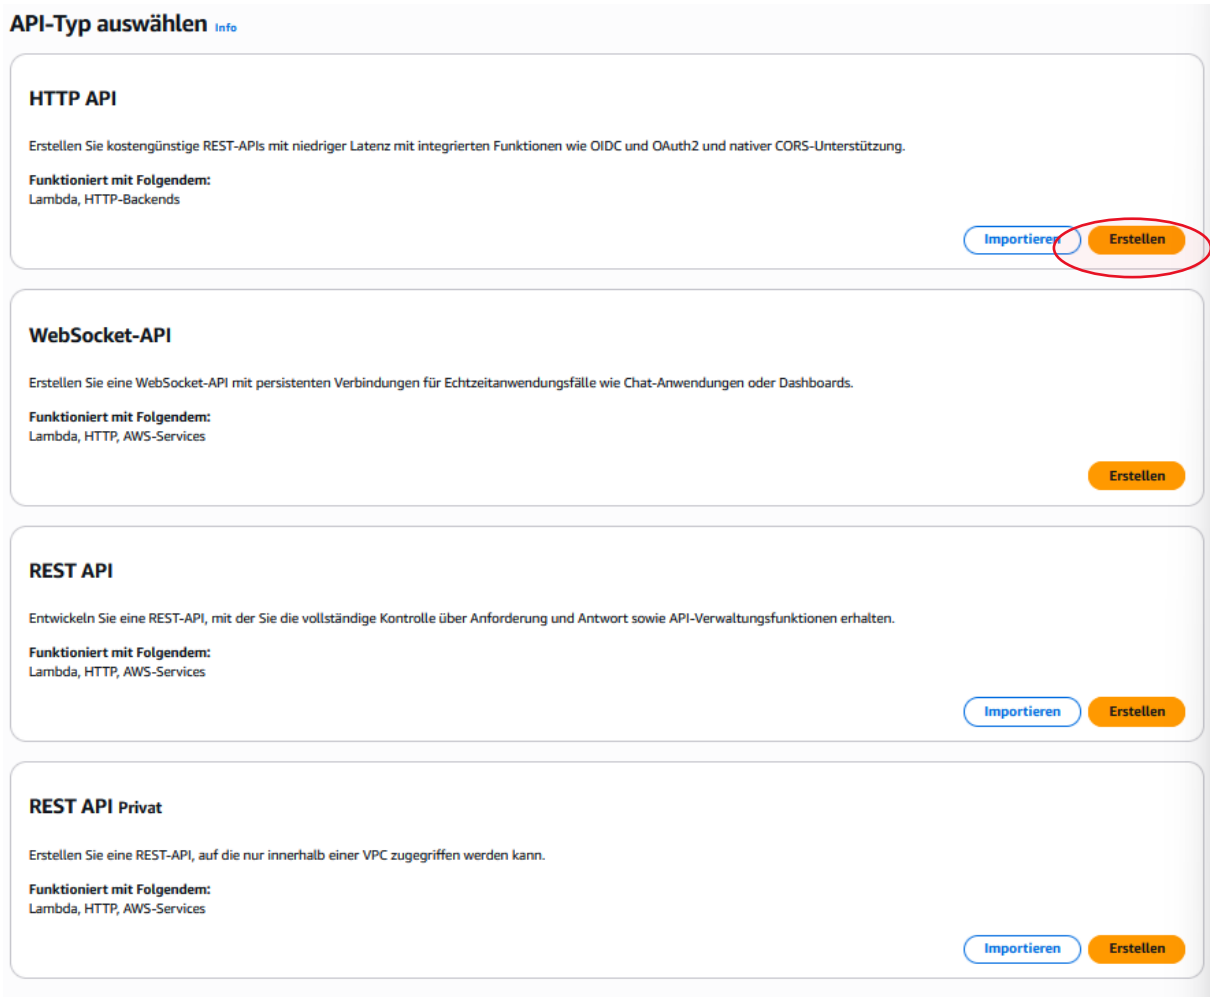 API-Typ auswählen Info
HTTP API
Erstellen Sie kostengünstige REST-APIs mit niedriger Latenz mit integrierten Funktionen wie OIDC und OAuth2 und nativer CORS-Unterstützung.
Funktioniert mit Folgendem:
Lambda, HTTP-Backends
Importieren Erstellen
WebSocket-API
Erstellen Sie eine WebSocket-API mit persistenten Verbindungen für Echtzeitanwendungsfälle wie Chat-Anwendungen oder Dashboards.
Funktioniert mit Folgendem:
Lambda, HTTP, AWS-Services
Erstellen
REST API
Entwickeln Sie eine REST-API, mit der Sie die vollständige Kontrolle über Anforderung und Antwort sowie API-Verwaltungsfunktionen erhalten.
Funktioniert mit Folgendem:
Lambda, HTTP, AWS-Services
Importieren Erstellen
REST API Privat
Erstellen Sie eine REST-API, auf die nur innerhalb einer VPC zugegriffen werden kann.
Funktioniert mit Folgendem:
Lambda, HTTP, AWS-Services
Importieren Erstellen